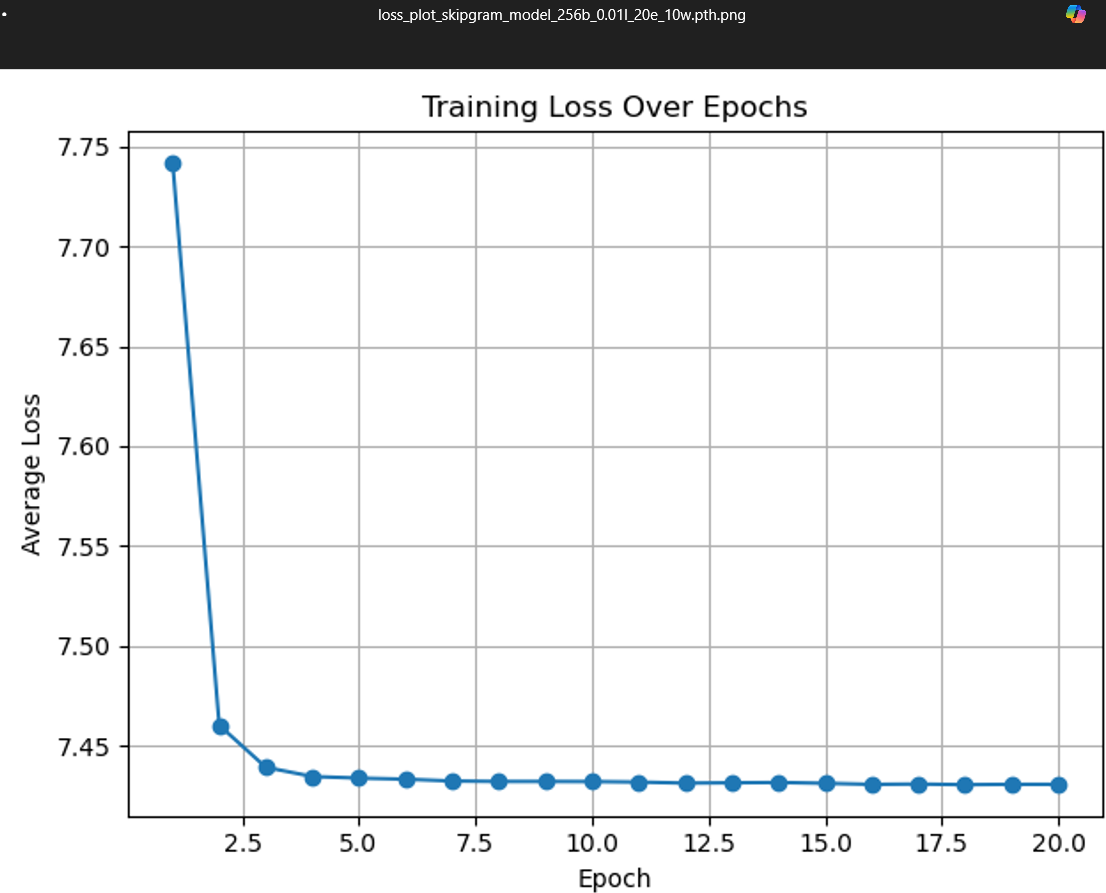 loss_plot_skipgram_model_256b_0.01l_20e_10w.pth.png
Training Loss Over Epochs
7.75
7.70
7.65
7.60
7.55
7.50
7.45
Average Loss
2.5 5.0 7.5 10.0 12.5 15.0 17.5 20.0
Epoch